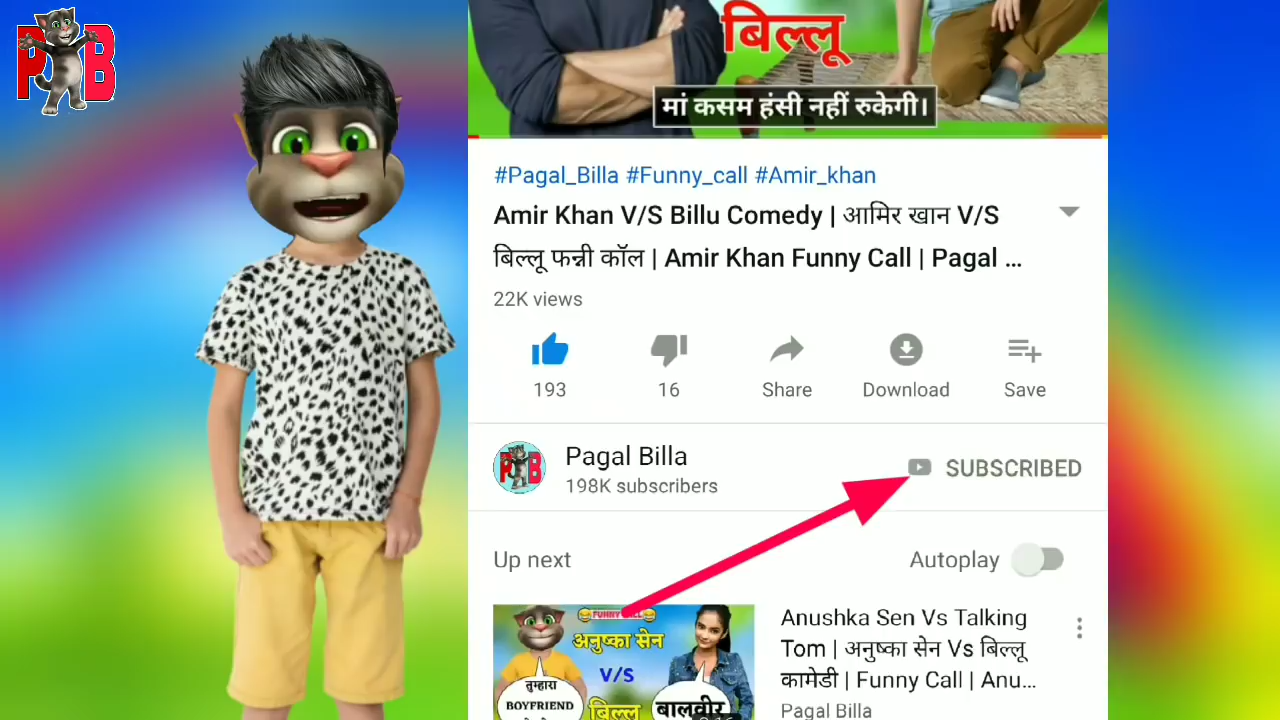 PB
बिल्लू
मां कसम हंसी नहीं रुकेगी।
#Pagal_Billa #Funny_call #Amir_khan
Amir Khan V/S Billu Comedy | आमिर खान V/S
बिल्लू फन्नी कॉल | Amir Khan Funny Call | Pagal ...
22K views
193
16
Share
Download
Save
Pagal Billa
198K subscribers
SUBSCRIBED
Up next
Autoplay
अनुष्का सेन
V/S
बिल्लू
तुम्हारा
BOYFRIEND
बालवीर
Anushka Sen Vs Talking
Tom | अनुष्का सेन Vs बिल्लू
कामेडी | Funny Call | Anu...
Pagal Billa